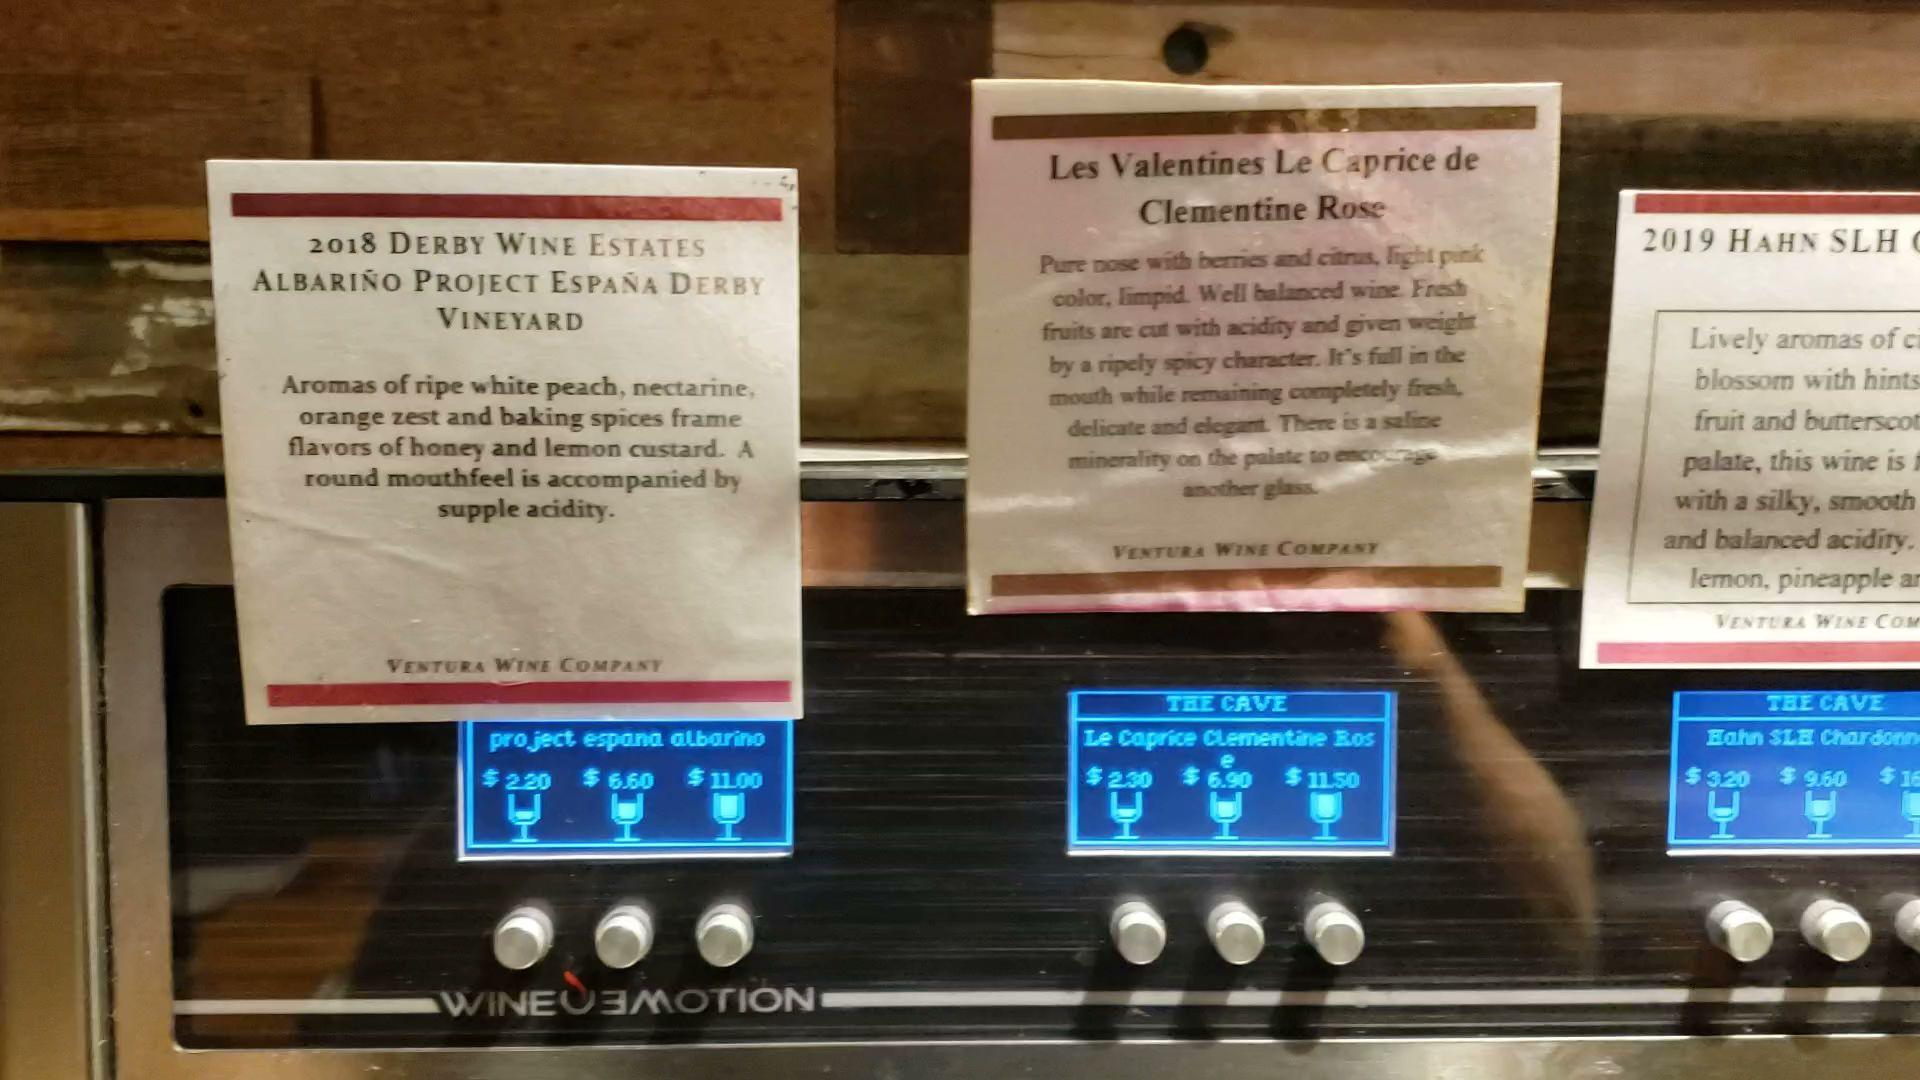 2018 Derby Wine Estates
Albariño Project España Derby
Vineyard
Aromas of ripe white peach, nectarine,
orange zest and baking spices frame
flavors of honey and lemon custard. A
round mouthfeel is accompanied by
supple acidity.
Ventura Wine Company
Les Valentines Le Caprice de
Clementine Rose
Pure nose with berries and citrus, light pink
color, limpid. Well balanced wine. Fresh
fruits are cut with acidity and given weight
by a ripely spicy character. It's full in the
mouth while remaining completely fresh,
delicate and elegant. There is a saline
minerality on the palate to encourage
another glass.
Ventura Wine Company
2019 Hahn SLH
Lively aromas of
blossom with hints
fruit and
palate, this wine is
with a silky, smooth
and balanced acidity.
lemon, pineapple
Ventura Wine
project espana albarino
$ 2.20 $ 6.60 $ 11.00
THE CAVE
Le Caprice Clementine Ros
e
$ 2.30 $ 6.90 $ 11.50
THE CAVE
Hahn SLH
$ 3.20 $ 9.60 $
WINEEMOTION